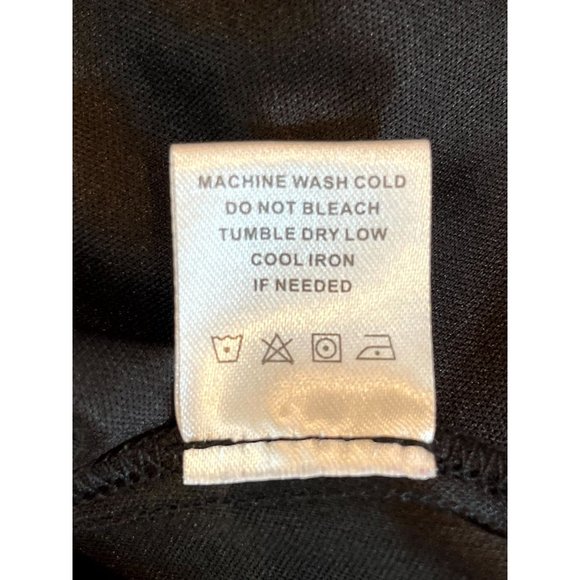 MACHINE WASH COLD
DO NOT BLEACH
TUMBLE DRY LOW
COOL IRON
IF NEEDED